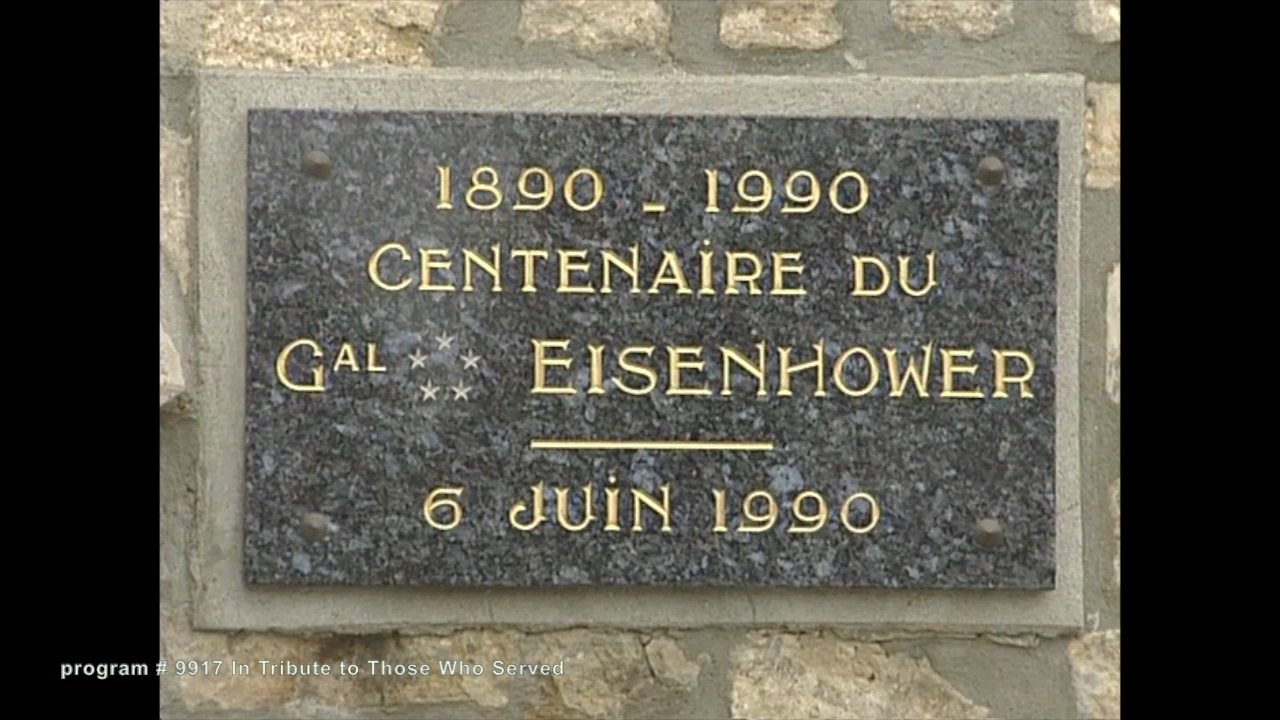 1890 - 1990
CENTENAIRE DU
GAL EISENHOWER
6 JUIN 1990
program # 9917 In Tribute to Those Who Served